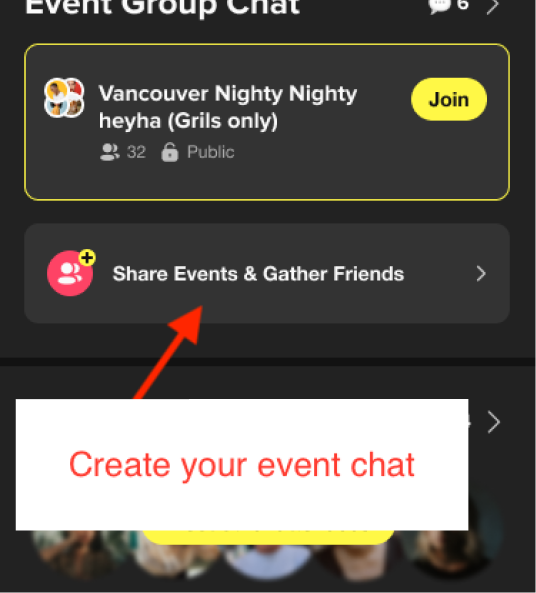 Event Group Chat
6
Vancouver Nighty Nighty
heyha (Grils only)
Join
32
Public
Share Events & Gather Friends
Create your event chat